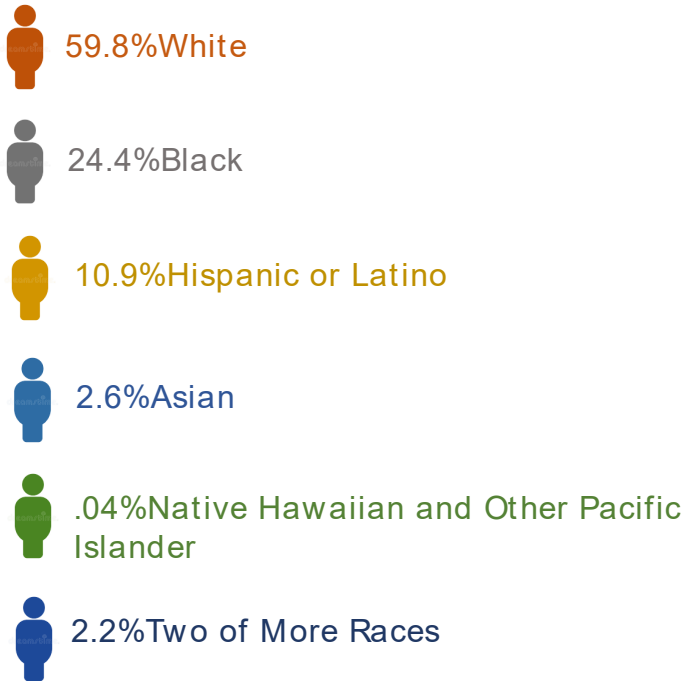 59.8%White
24.4%Black
10.9%Hispanic or Latino
2.6%Asian
.04%Native Hawaiian and Other Pacific
Islander
2.2%Two of More Races